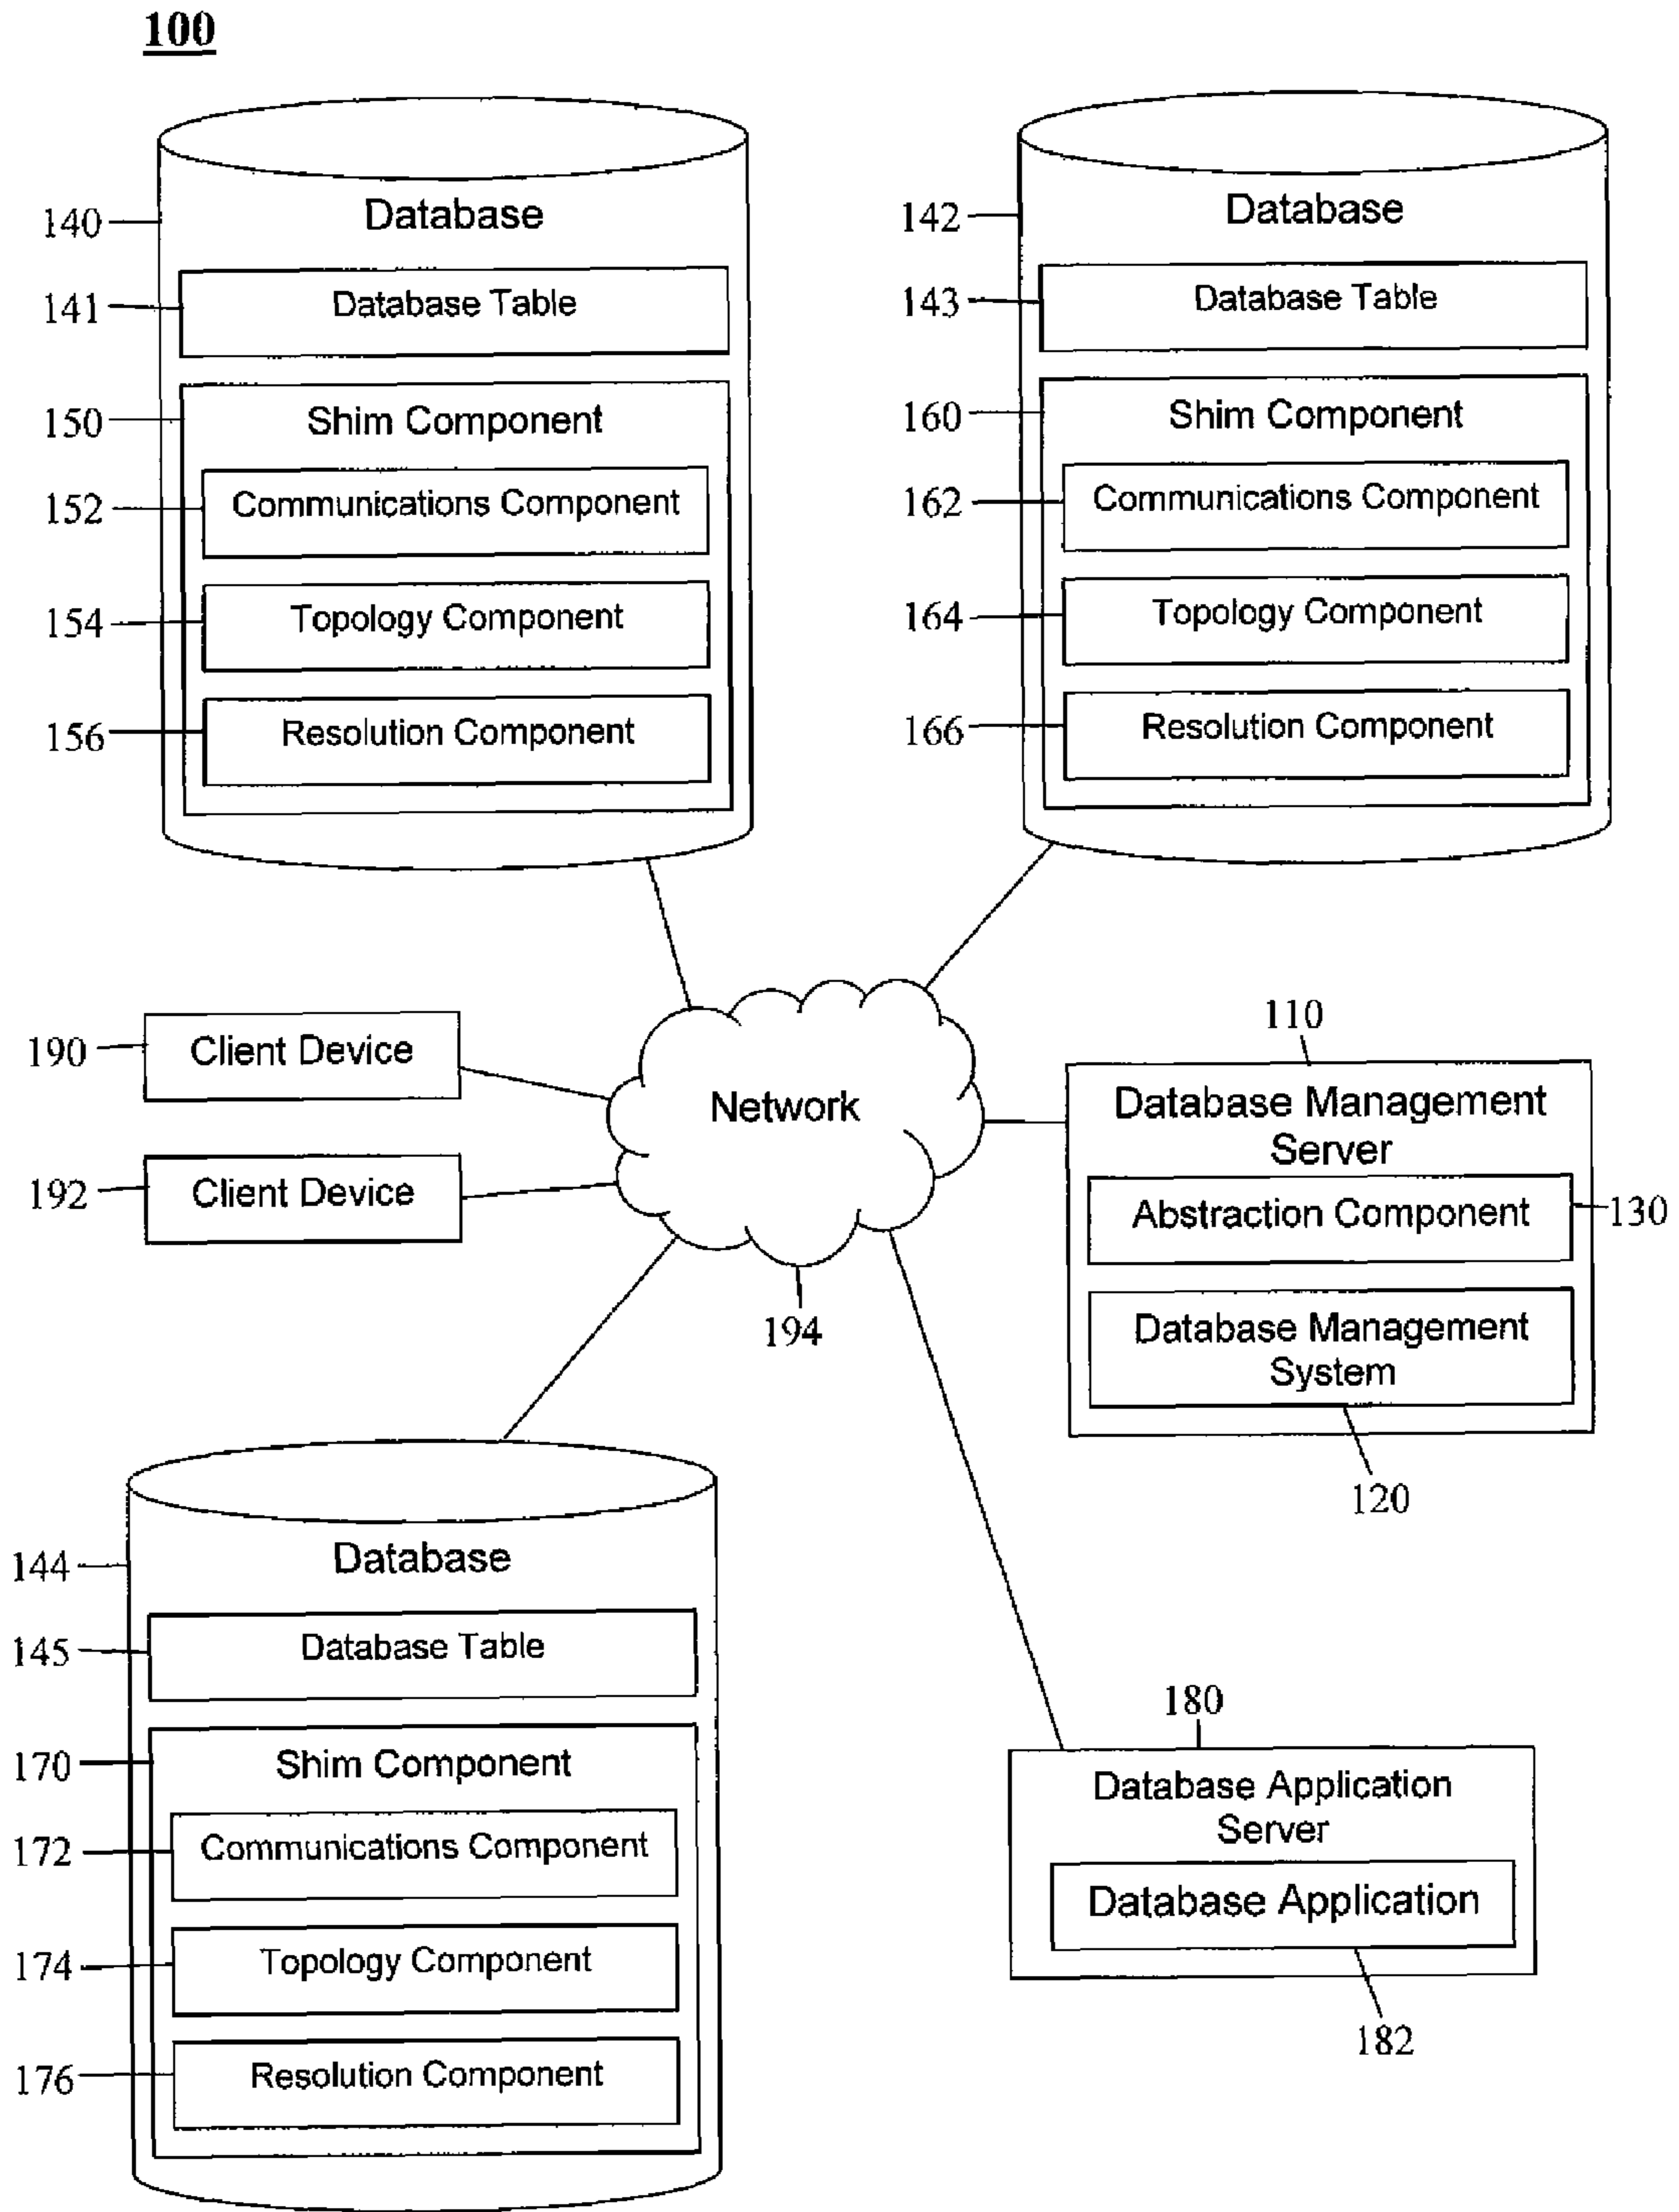 100
Database
140
Database Table
141
Shim Component
150
Communications Component
152
Topology Component
154
Resolution Component
156
Database
142
Database Table
143
Shim Component
160
Communications Component
162
Topology Component
164
Resolution Component
166
190
Client Device
192
Client Device
Network
194
110
Database Management
Server
Abstraction Component
130
Database Management
System
120
Database
144
Database Table
145
Shim Component
170
Communications Component
172
Topology Component
174
Resolution Component
176
180
Database Application
Server
Database Application
182